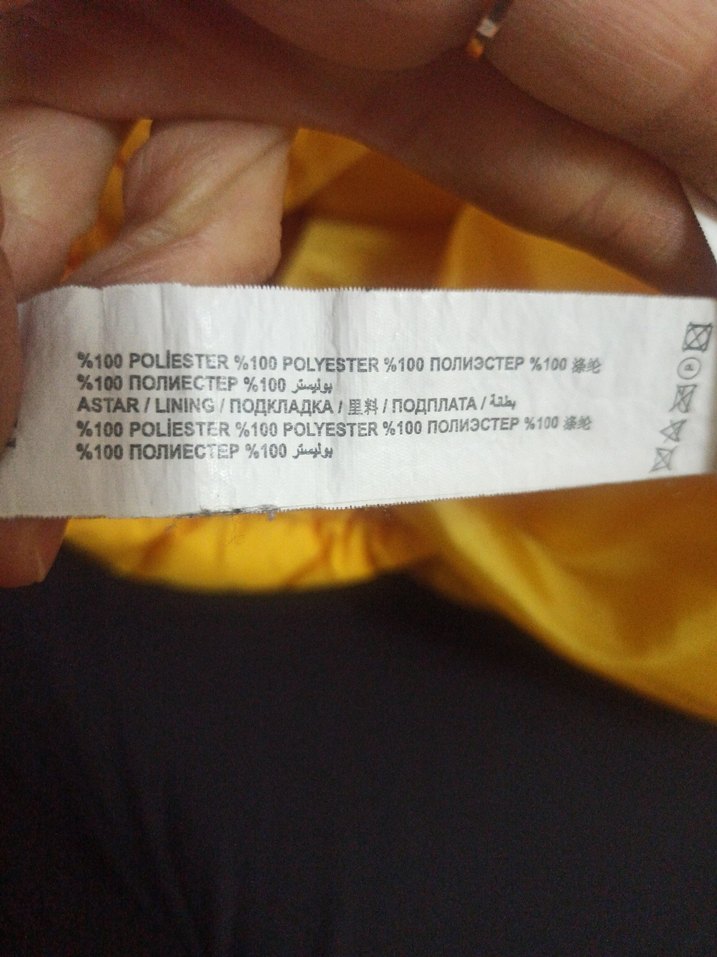 %100 POLİESTER %100 POLYESTER %100 ПОЛИЭСТЕР %100 涤纶
%100 ПОЛИЕСТЕР %100 بوليستر
ASTAR / LINING / ПОДКЛАДКА / 里料 / ПОДПЛАТА / بطانة
%100 POLİESTER %100 POLYESTER %100 ПОЛИЭСТЕР %100 涤纶
%100 ПОЛИЕСТЕР %100 بوليستر